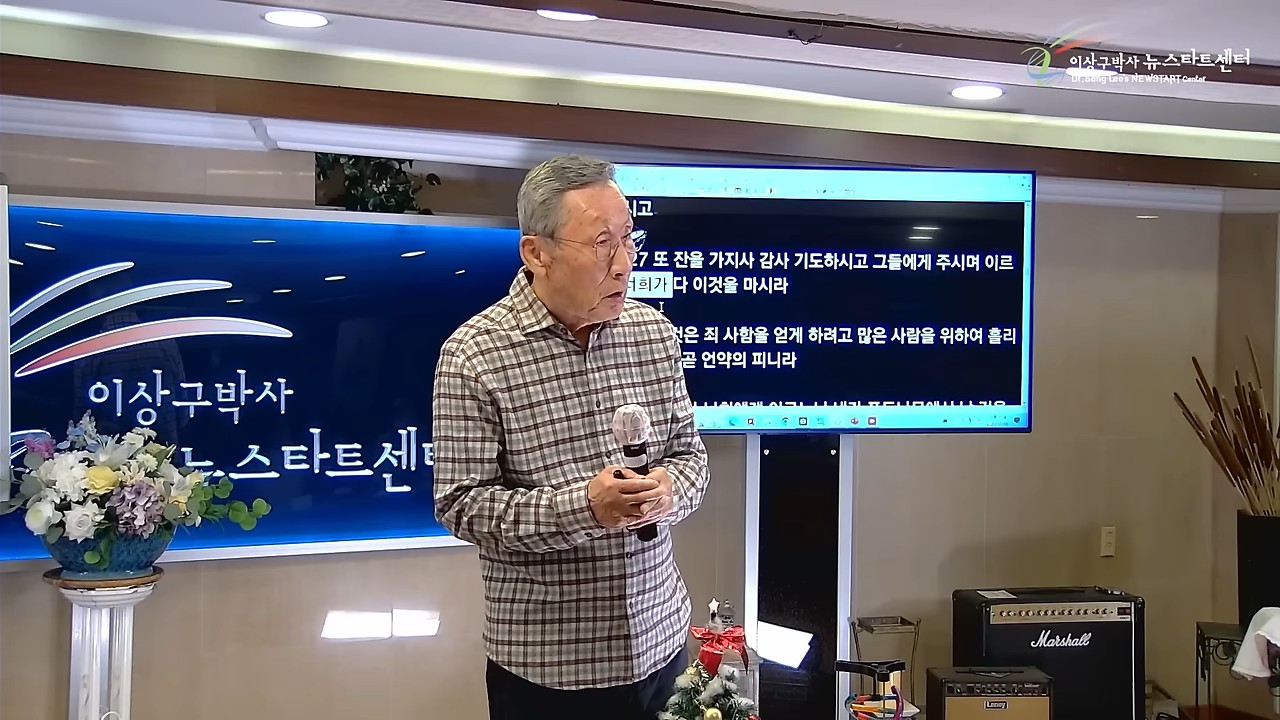 이상구박사 뉴스타트센터
Dr.Sang Lee's NEWSTART Center
시고
27 또 잔을 가지사 감사 기도하시고 그들에게 주시며 이르
너희가 다 이것을 마시라
것은 죄 사함을 얻게 하려고 많은 사람을 위하여 흘리
곧 언약의 피니라
이상구박사
뉴스타트센터
Marshall
Laney